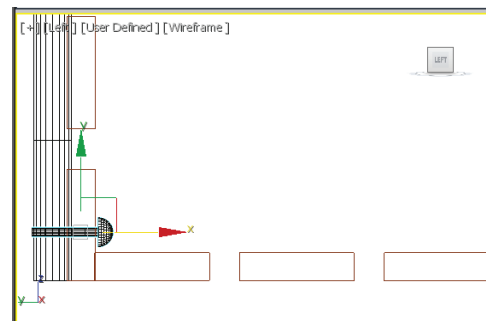 [+] [Left] [User Defined] [Wireframe]
LEFT
y
x
z
y
x